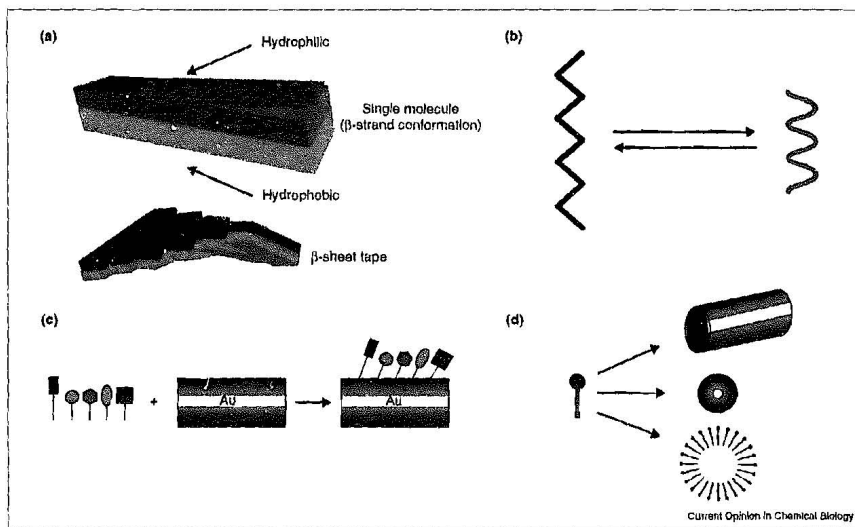 (a)
Hydrophilic
Single molecule
(β-strand conformation)
Hydrophobic
β-sheet tape
(b)
(c)
+
Au
Au
(d)
Current Opinion in Chemical Biology